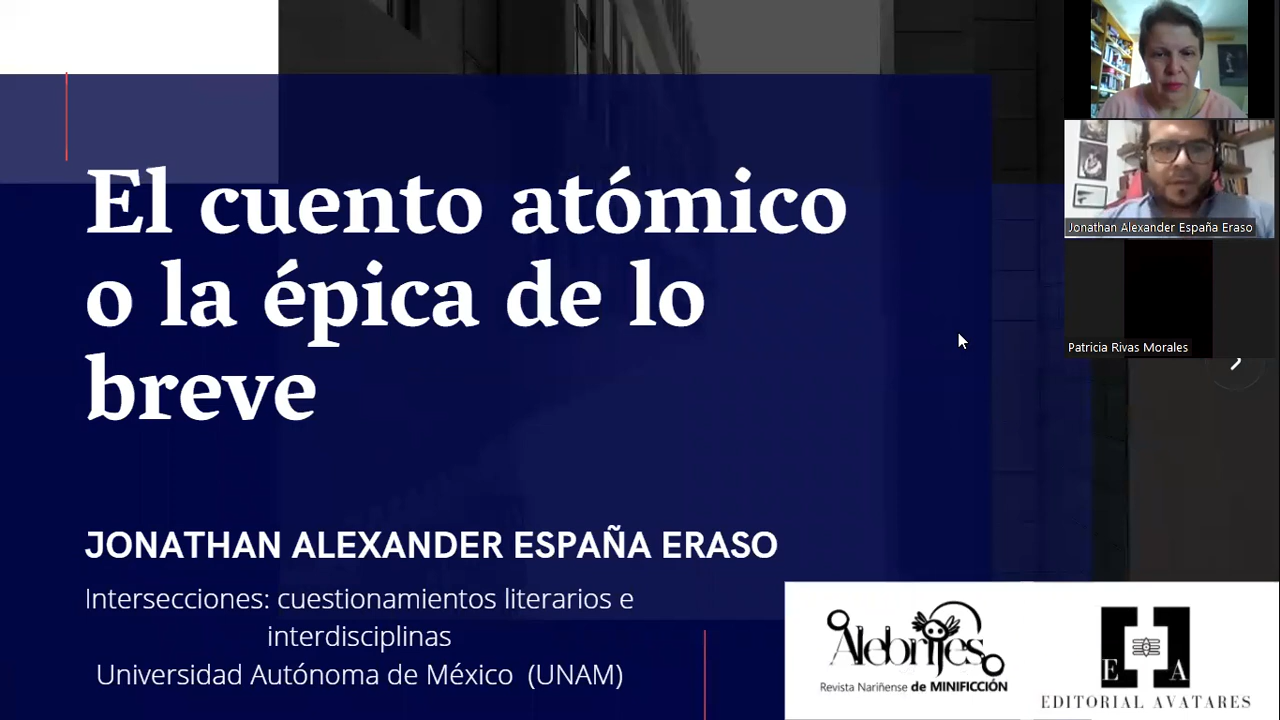 El cuento atómico
o la épica de lo
breve
JONATHAN ALEXANDER ESPAÑA ERASO
Intersecciones: cuestionamientos literarios e
interdisciplinas
Universidad Autónoma de México (UNAM)
Alebrijes
Revista Nariñense de MINIFICCIÓN
E A
EDITORIAL AVATARES
Jonathan Alexander España Eraso
Patricia Rivas Morales